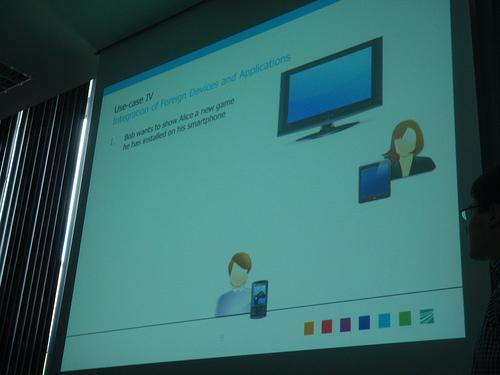 Use-case IV
Integration of Foreign Devices and Applications
1. Bob wants to show Alice a new game
he has installed on his smartphone